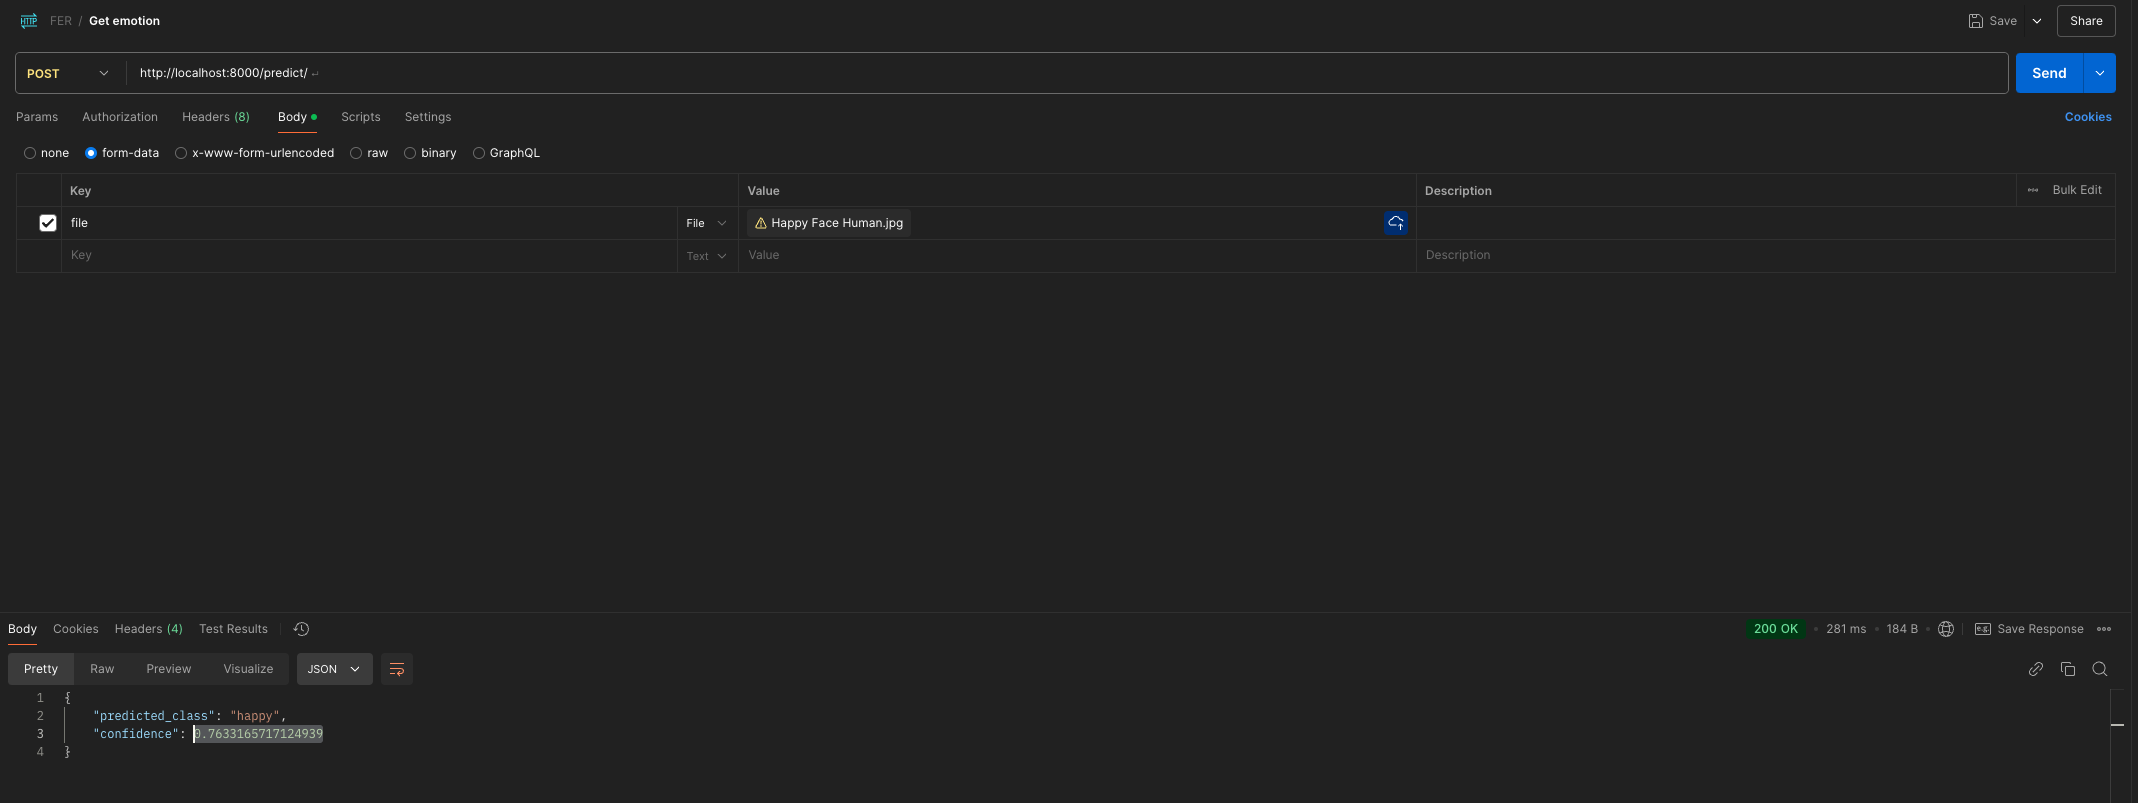 HTTP FER / Get emotion Save Share
POST http://localhost:8000/predict/ Send
Params Authorization Headers (8) Body Scripts Settings Cookies
none form-data x-www-form-urlencoded raw binary GraphQL
Key Value Description Bulk Edit
file File Happy Face Human.jpg
Key Text Value Description
Body Cookies Headers (4) Test Results 200 OK 281 ms 184 B e.g. Save Response
Pretty Raw Preview Visualize JSON
1 {
2 "predicted_class": "happy",
3 "confidence": 0.7633165717124939
4 }